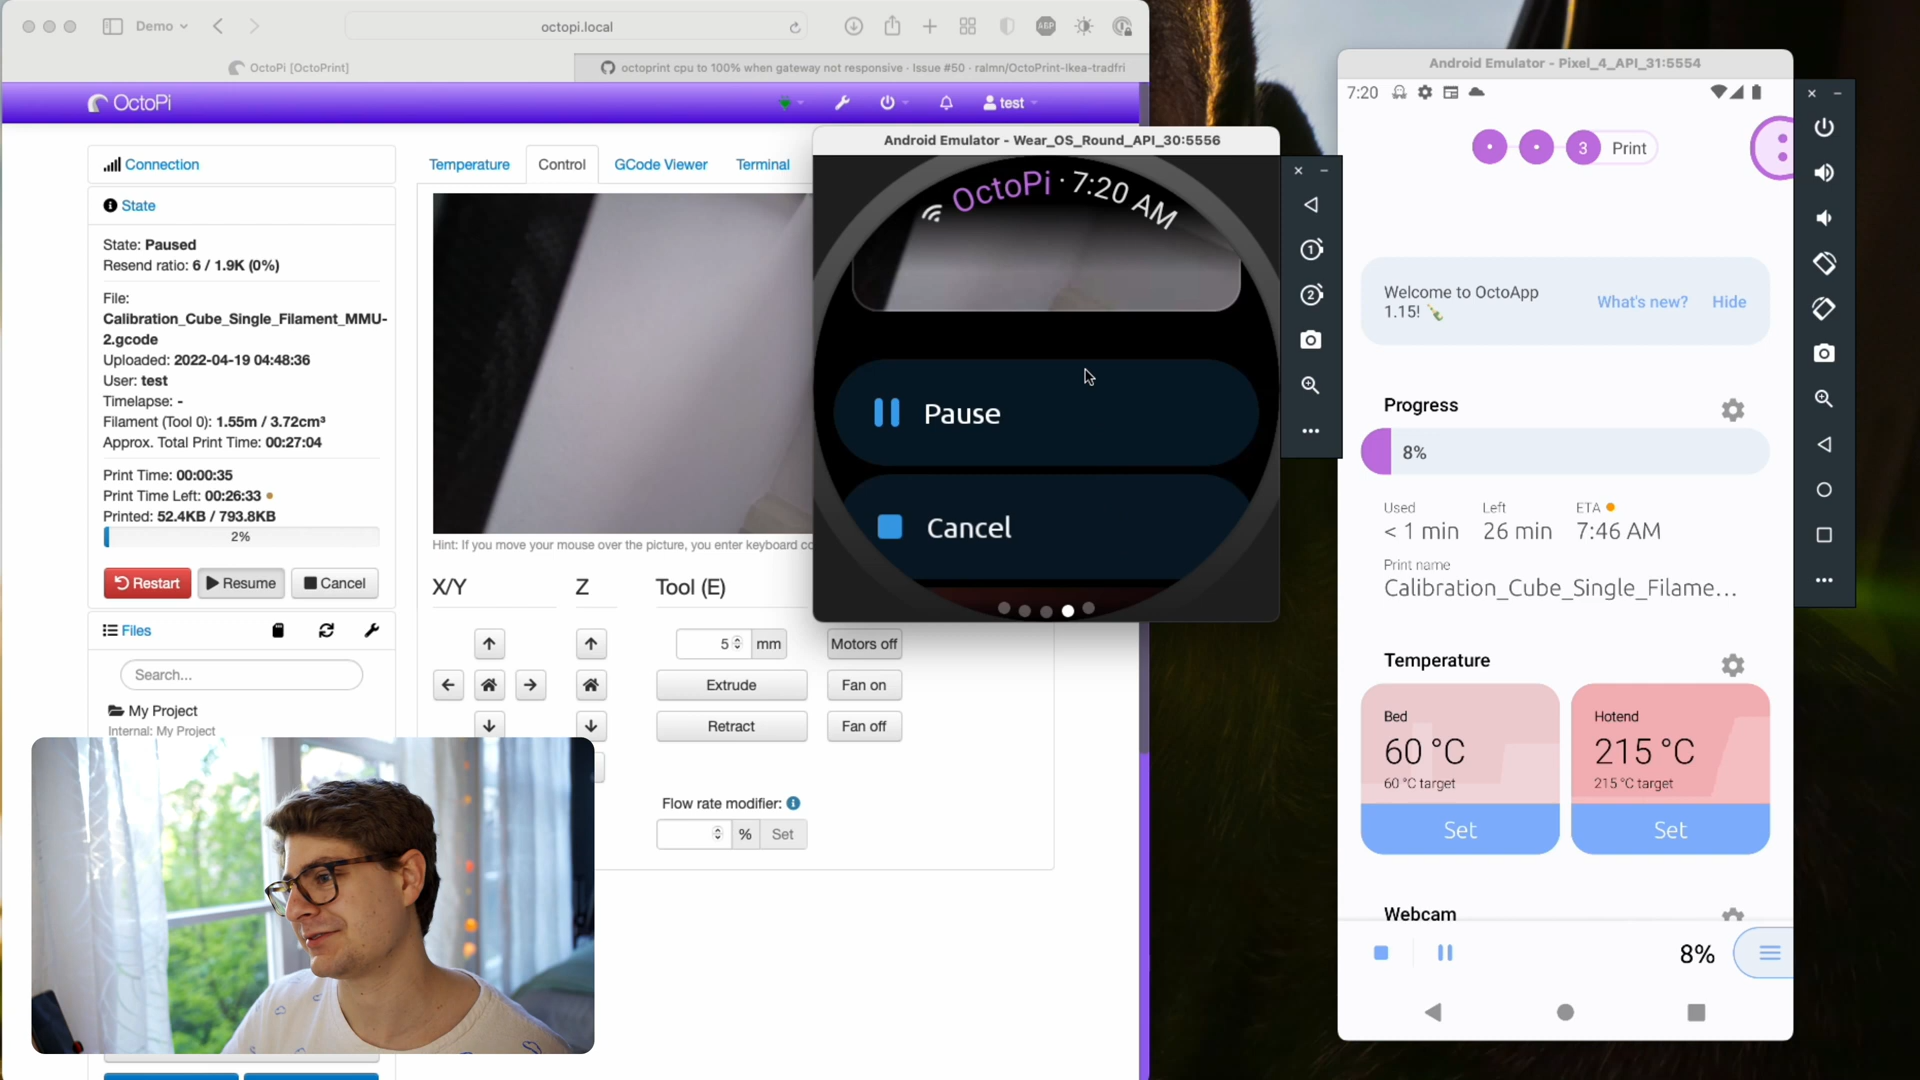 Demo
octopi.local
OctoPi [OctoPrint]
octoprint cpu to 100% when gateway not responsive · Issue #50 · ralmn/OctoPrint-Ikea-tradfri
ABP
OctoPi
test
Connection
State
State: Paused
Resend ratio: 6 / 1.9K (0%)
File:
Calibration_Cube_Single_Filament_MMU-
2.gcode
Uploaded: 2022-04-19 04:48:36
User: test
Timelapse: -
Filament (Tool 0): 1.55m / 3.72cm³
Approx. Total Print Time: 00:27:04
Print Time: 00:00:35
Print Time Left: 00:26:33
Printed: 52.4KB / 793.8KB
2%
Restart
Resume
Cancel
Files
Search...
My Project
Internal: My Project
Temperature
Control
GCode Viewer
Terminal
Hint: If you move your mouse over the picture, you enter keyboard
X/Y
Z
Tool (E)
5
mm
Motors off
Extrude
Fan on
Retract
Fan off
Flow rate modifier:
%
Set
Android Emulator - Wear_OS_Round_API_30:5556
OctoPi · 7:20 AM
Pause
Cancel
1
2
Android Emulator - Pixel_4_API_31:5554
7:20
3
Print
Welcome to OctoApp
1.15!
What's new?
Hide
Progress
8%
Used
Left
ETA
< 1 min
26 min
7:46 AM
Print name
Calibration_Cube_Single_Filame...
Temperature
Bed
60 °C
60 °C target
Set
Hotend
215 °C
215 °C target
Set
Webcam
8%